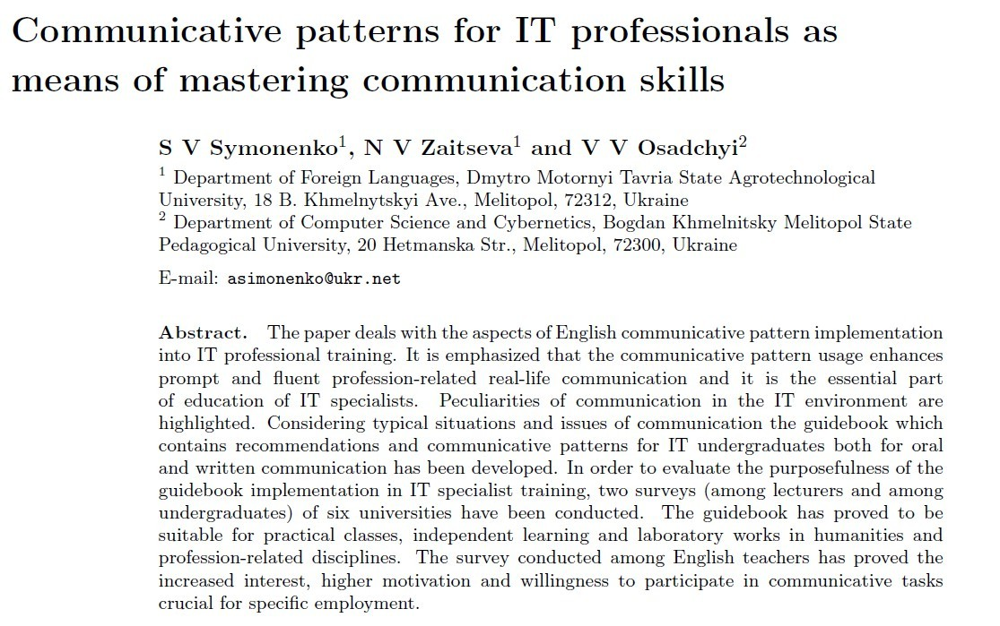 Communicative patterns for IT professionals as
means of mastering communication skills
S V Symonenko¹, N V Zaitseva¹ and V V Osadchyi²
¹ Department of Foreign Languages, Dmytro Motornyi Tavria State Agrotechnological
University, 18 B. Khmelnytskyi Ave., Melitopol, 72312, Ukraine
² Department of Computer Science and Cybernetics, Bogdan Khmelnitsky Melitopol State
Pedagogical University, 20 Hetmanska Str., Melitopol, 72300, Ukraine
E-mail: asimonenko@ukr.net
Abstract. The paper deals with the aspects of English communicative pattern implementation
into IT professional training. It is emphasized that the communicative pattern usage enhances
prompt and fluent profession-related real-life communication and it is the essential part
of education of IT specialists. Peculiarities of communication in the IT environment are
highlighted. Considering typical situations and issues of communication the guidebook which
contains recommendations and communicative patterns for IT undergraduates both for oral
and written communication has been developed. In order to evaluate the purposefulness of the
guidebook implementation in IT specialist training, two surveys (among lecturers and among
undergraduates) of six universities have been conducted. The guidebook has proved to be
suitable for practical classes, independent learning and laboratory works in humanities and
profession-related disciplines. The survey conducted among English teachers has proved the
increased interest, higher motivation and willingness to participate in communicative tasks
crucial for specific employment.